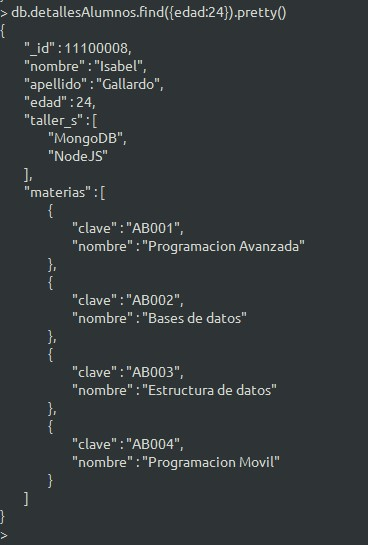 > db.detallesAlumnos.find({edad:24}).pretty()
{
"_id" : 11100008,
"nombre" : "Isabel",
"apellido" : "Gallardo",
"edad" : 24,
"taller_s" : [
"MongoDB",
"NodeJS"
],
"materias" : [
{
"clave" : "AB001",
"nombre" : "Programacion Avanzada"
},
{
"clave" : "AB002",
"nombre" : "Bases de datos"
},
{
"clave" : "AB003",
"nombre" : "Estructura de datos"
},
{
"clave" : "AB004",
"nombre" : "Programacion Movil"
}
]
}
>